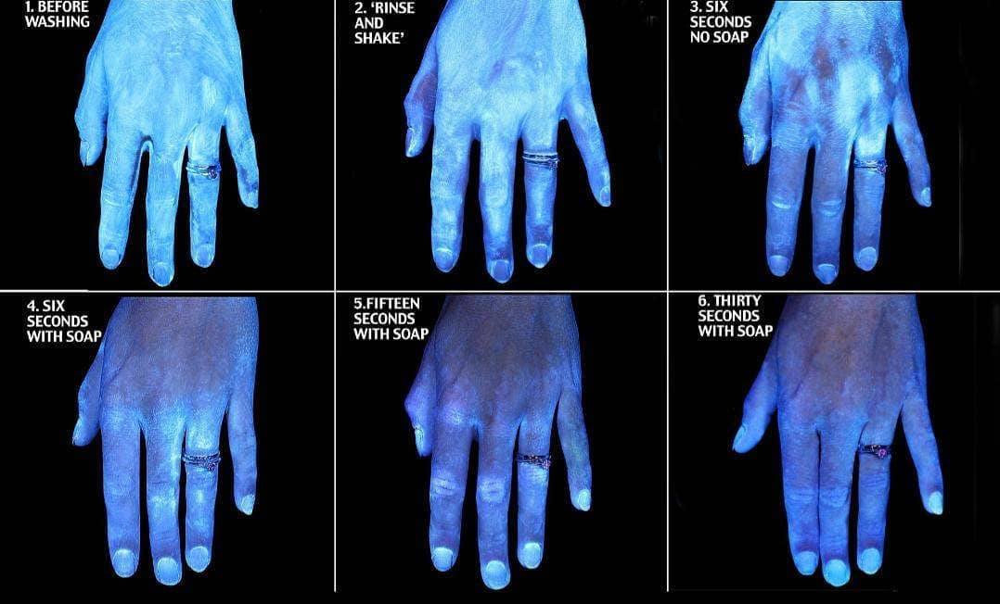 1. BEFORE
WASHING
2. ‘RINSE
AND
SHAKE’
3. SIX
SECONDS
NO SOAP
4. SIX
SECONDS
WITH SOAP
5.FIFTEEN
SECONDS
WITH SOAP
6. THIRTY
SECONDS
WITH SOAP